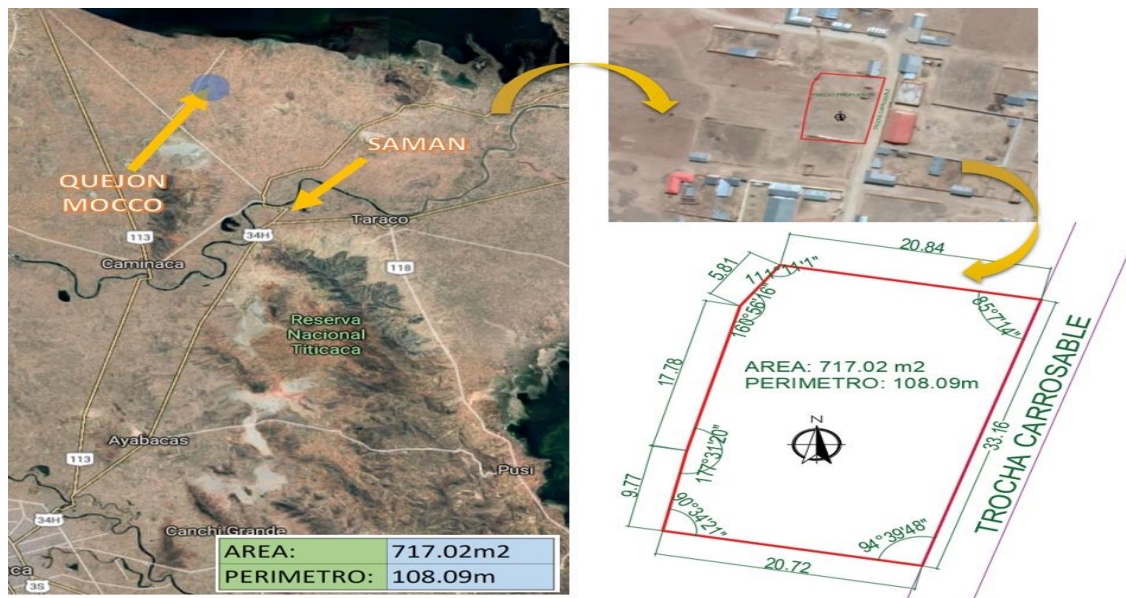 QUEJON
MOCCO
SAMAN
Taraco
113
34H
Caminaca
118
Reserva
Nacional
Titicaca
Ayabacas
113
Pusi
34H
Canchi Grande
ca
3S
AREA: 717.02m2
PERIMETRO: 108.09m
20.84
5.81
160°56'16"
85°7'14"
17.78
AREA: 717.02 m2
PERIMETRO: 108.09m
N
33.16
TROCHA CARROSABLE
177°31'20"
9.77
90°34'21"
94°39'48"
20.72